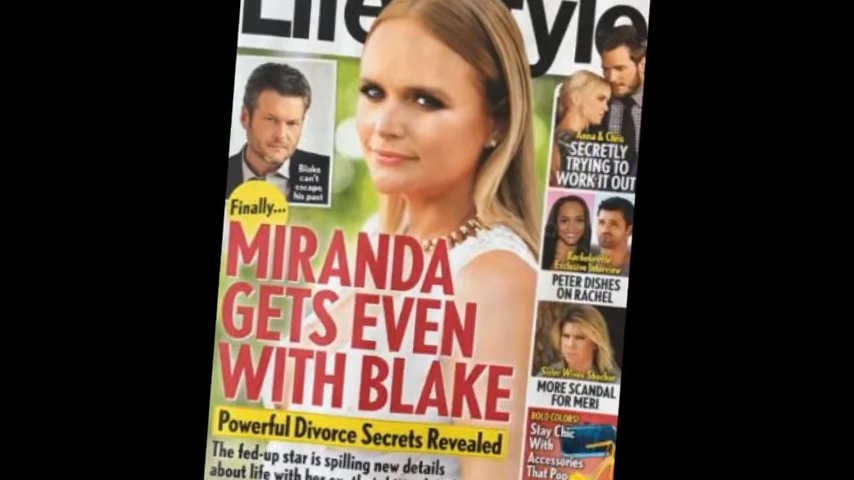 Life Style
Blake
can't
escape
his past
Finally...
MIRANDA
GETS EVEN
WITH BLAKE
Powerful Divorce Secrets Revealed
The fed-up star is spilling new details
about life with her
Anna & Chris
SECRETLY
TRYING TO
WORK IT OUT
Bachelorette
Exclusive Interview
PETER DISHES
ON RACHEL
Sister Wives Shocker
MORE SCANDAL
FOR MERI
BOLD COLORS!
Stay Chic
With
Accessories
That Pop